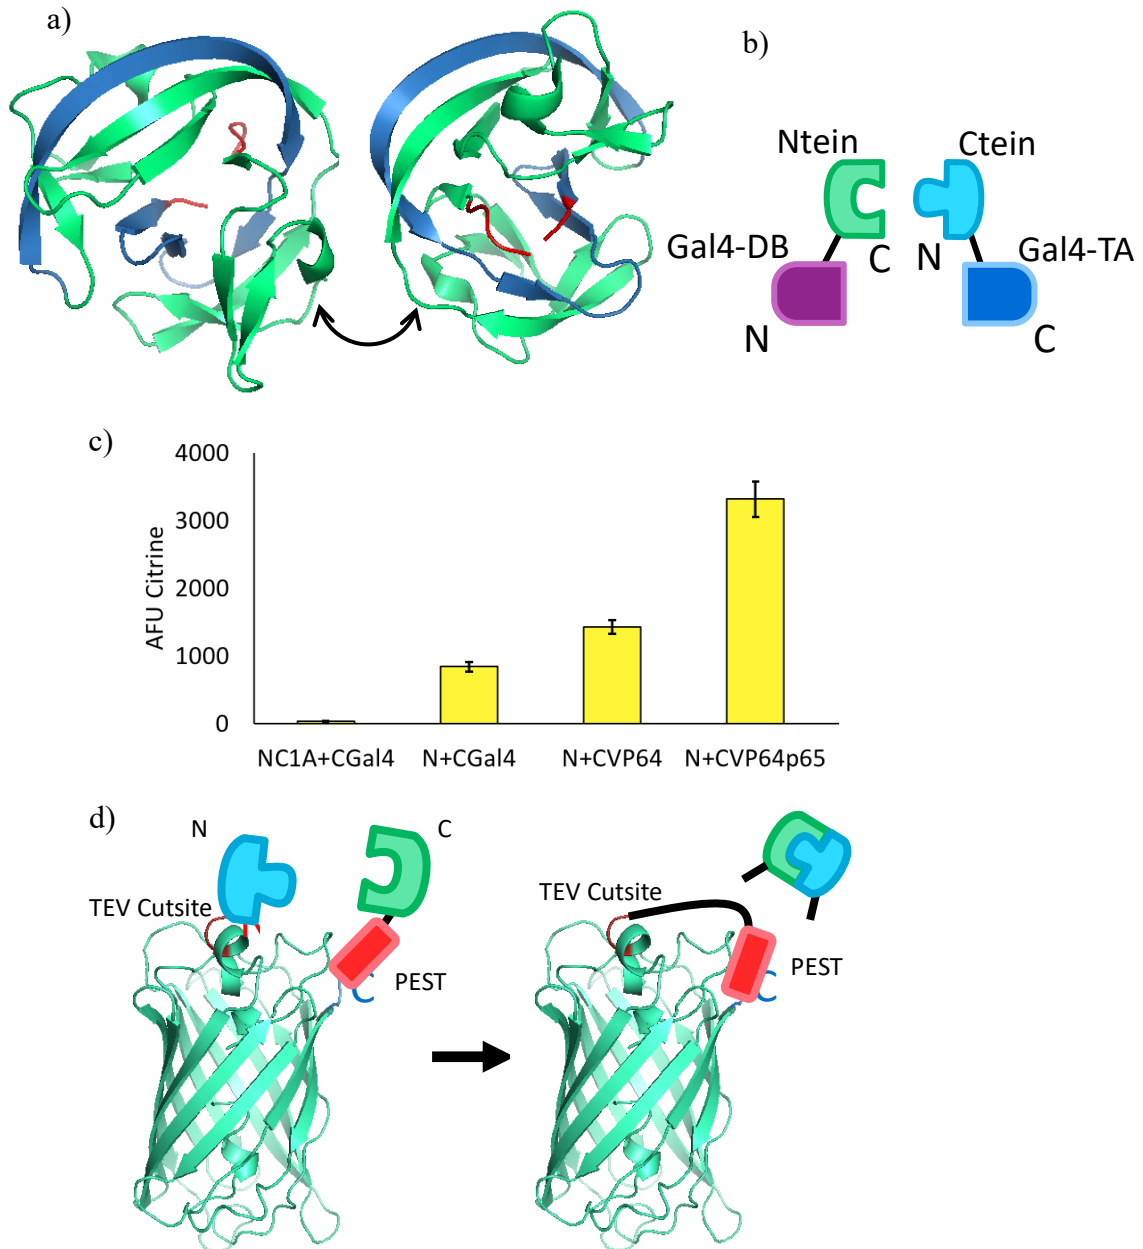 a)
b)
Ntein
Ctein
Gal4-DB
C
N
Gal4-TA
N
C
c)
4000
3000
2000
1000
0
AFU Citrine
NC1A+CGal4
N+CGal4
N+CVP64
N+CVP64p65
d)
N
C
TEV Cutsite
PEST
C
TEV Cutsite
PEST
C